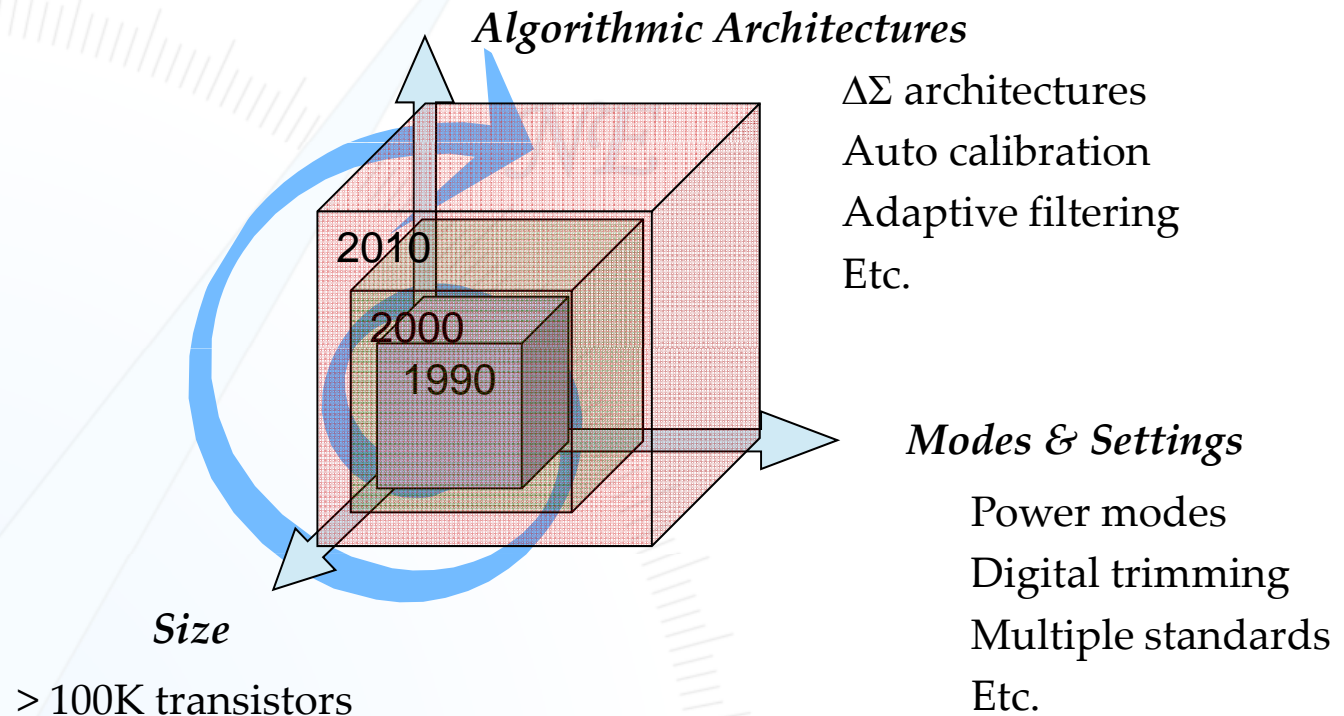 Algorithmic Architectures
ΔΣ architectures
Auto calibration
Adaptive filtering
Etc.
2010
2000
1990
Modes & Settings
Power modes
Digital trimming
Multiple standards
Etc.
Size
> 100K transistors